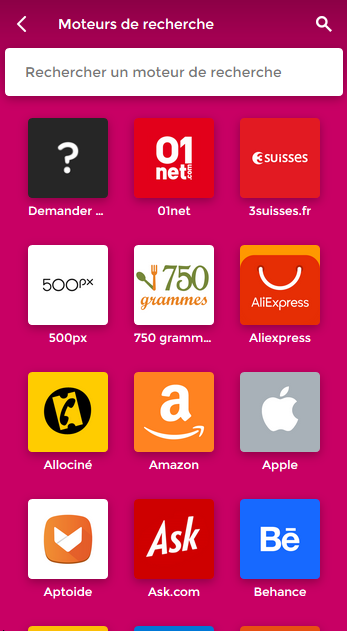 Moteurs de recherche
Rechercher un moteur de recherche
?
01
net.com
3SUISSES
Demander ...
01net
3suisses.fr
500px
750
grammes
AliExpress
500px
750 gramm...
Aliexpress
a
Allociné
Amazon
Apple
Ask
Bē
Aptoide
Ask.com
Behance